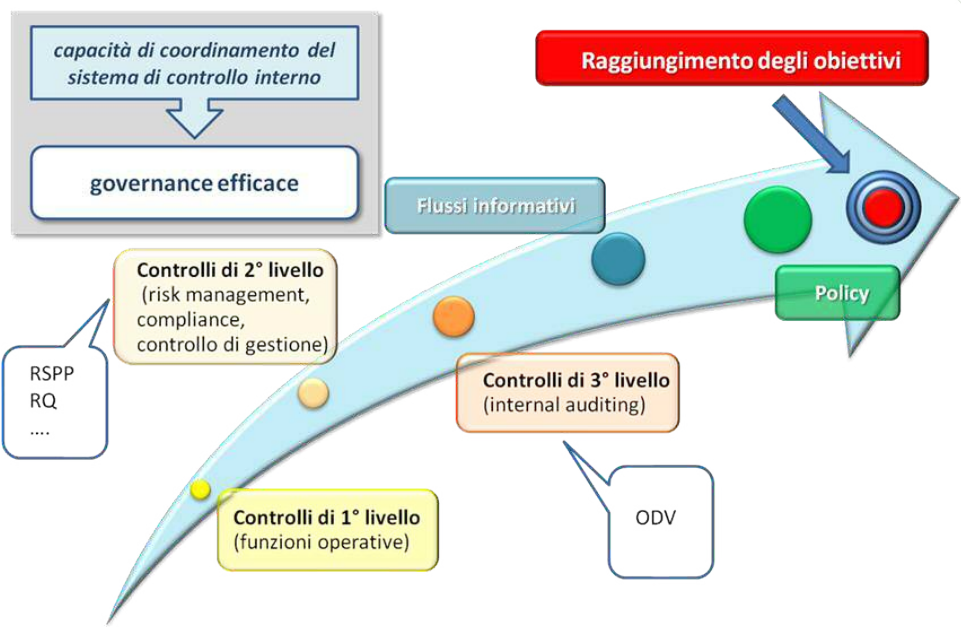 capacità di coordinamento del
sistema di controllo interno
governance efficace
Raggiungimento degli obiettivi
Flussi informativi
Controlli di 2° livello
(risk management,
compliance,
controllo di gestione)
Policy
RSPP
RQ
....
Controlli di 3° livello
(internal auditing)
Controlli di 1° livello
(funzioni operative)
ODV